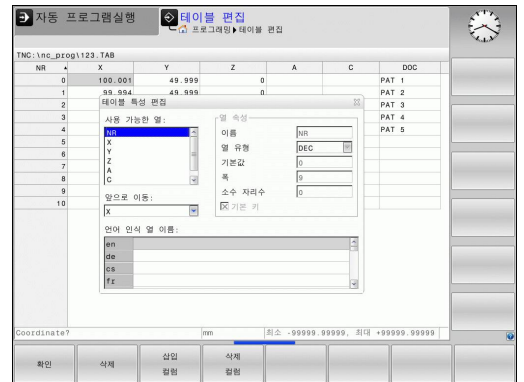 자동 프로그램실행
테이블 편집
프로그래밍▶테이블 편집
TNC:\nc_prog\123.TAB
NR X Y Z A C DOC
0 100.001 49.999 0 PAT 1
1 99.994 49.999 0 PAT 2
2 PAT 3
3 PAT 4
4 PAT 5
5
6
7
8
9
10
테이블 특성 편집
사용 가능한 열:
NR
X
Y
Z
A
C
앞으로 이동:
X
열 속성
이름 NR
열 유형 DEC
기본값 0
폭 9
소수 자리수 0
기본 키
언어 인식 열 이름:
en
de
cs
fr
Coordinate? mm 최소 -99999.99999, 최대 +99999.99999
확인
삭제
삽입 컬럼
삭제 컬럼